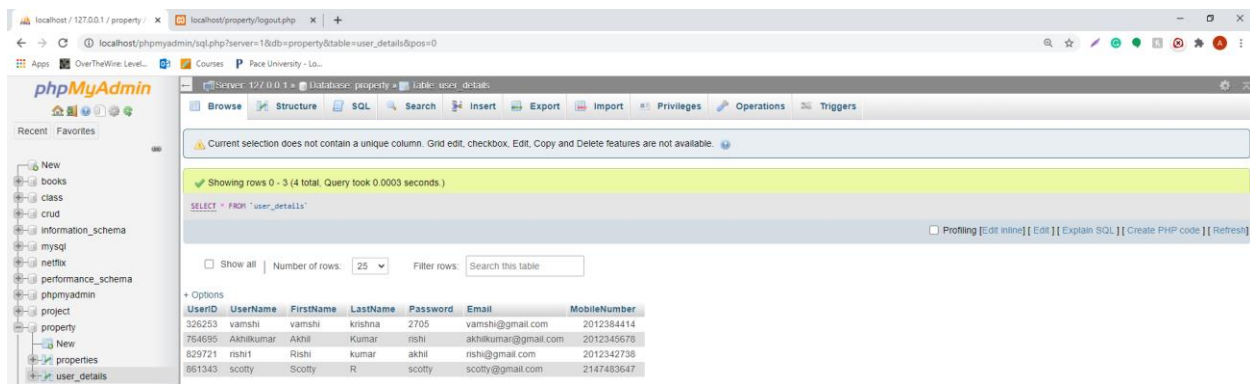 localhost / 127.0.0.1 / property /
localhost/property/logout.php
localhost/phpmyadmin/sql.php?server=1&db=property&table=user_details&pos=0
Apps OverTheWire: Level... Courses P Pace University - Lo...
phpMyAdmin
Recent Favorites
New
books
class
crud
information_schema
mysql
netflix
performance_schema
phpmyadmin
project
property
New
properties
user_details
Server: 127.0.0.1 » Database: property » Table: user_details
Browse Structure SQL Search Insert Export Import Privileges Operations Triggers
Current selection does not contain a unique column. Grid edit, checkbox, Edit, Copy and Delete features are not available.
Showing rows 0 - 3 (4 total, Query took 0.0003 seconds.)
SELECT * FROM `user_details`
Profiling [Edit inline] [ Edit ] [ Explain SQL ] [ Create PHP code ] [ Refresh]
Show all | Number of rows: 25 Filter rows: Search this table
+ Options
UserID UserName FirstName LastName Password Email MobileNumber
326253 vamshi vamshi krishna 2705 vamshi@gmail.com 2012384414
764695 Akhilkumar Akhil Kumar rishi akhilkumar@gmail.com 2012345678
829721 rishi1 Rishi kumar akhil rishi@gmail.com 2012342738
861343 scotty Scotty R scotty scotty@gmail.com 2147483647